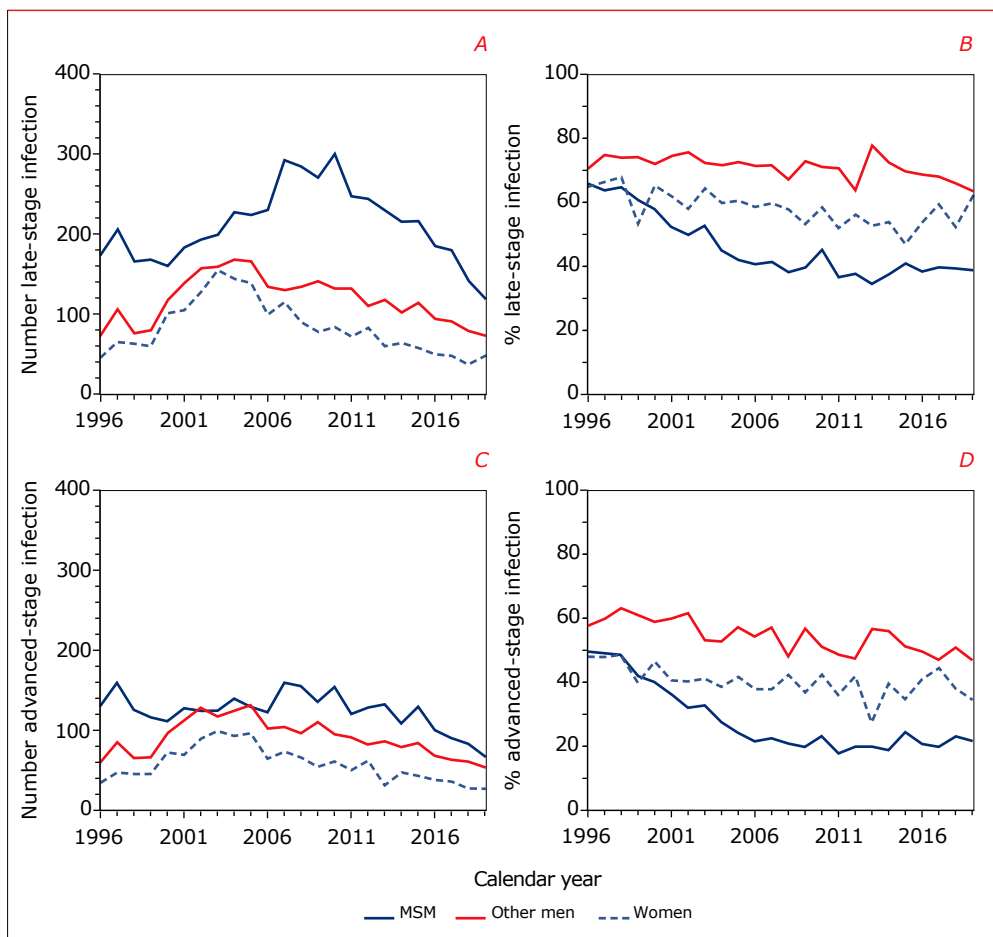 A
Number late-stage infection
400
300
200
100
0
1996 2001 2006 2011 2016
B
% late-stage infection
100
80
60
40
20
0
1996 2001 2006 2011 2016
C
Number advanced-stage infection
400
300
200
100
0
1996 2001 2006 2011 2016
D
% advanced-stage infection
100
80
60
40
20
0
1996 2001 2006 2011 2016
Calendar year
MSM Other men Women